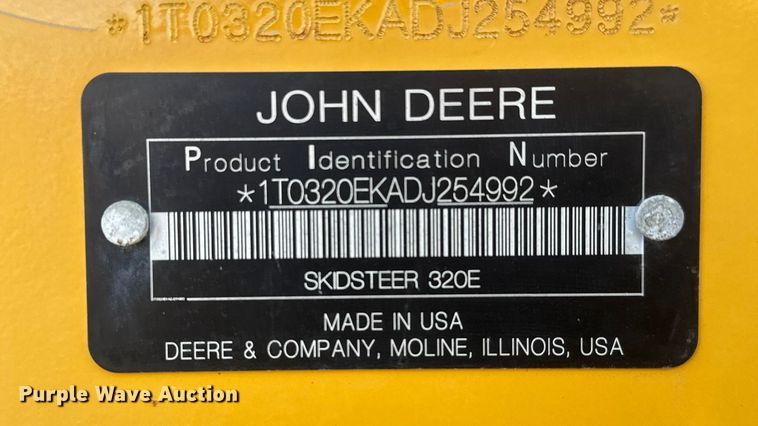 *1T0320EKADJ254992*
JOHN DEERE
Product Identification Number
*1T0320EKADJ254992*
SKIDSTEER 320E
MADE IN USA
DEERE & COMPANY, MOLINE, ILLINOIS, USA
Purple Wave Auction